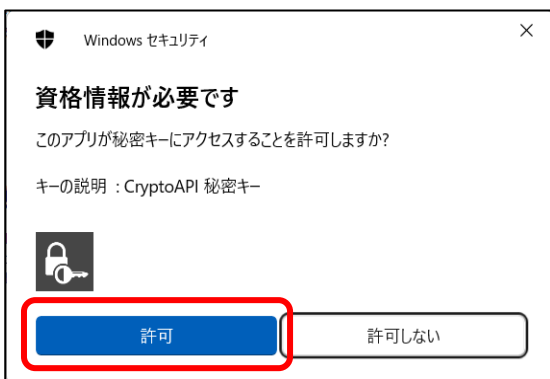 Windows セキュリティ
資格情報が必要です
このアプリが秘密キーにアクセスすることを許可しますか?
キーの説明 : CryptoAPI 秘密キー
許可
許可しない